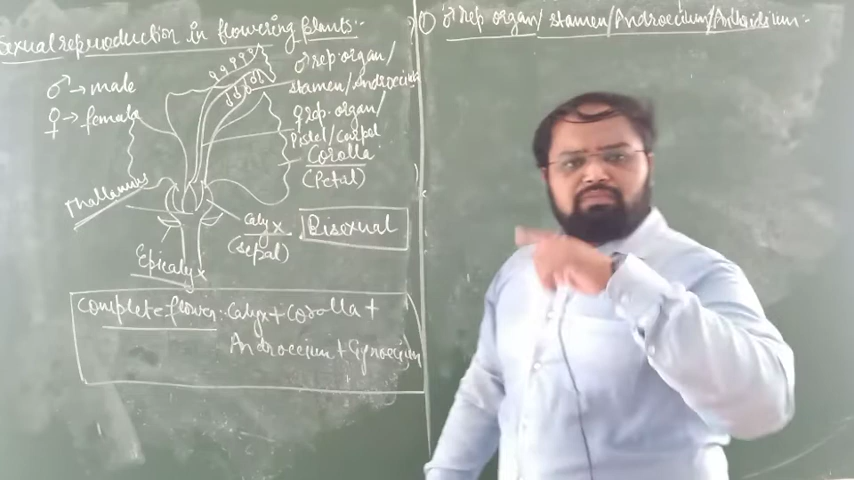 Sexual reproduction in flowering plants:-
♂ → male
♀ → female
♂ rep. organ/
stamen/Androecium
♀ rep. organ/
Pistel/Carpel
Corolla
(Petal)
Thallamus
Calyx
(sepal)
Bisexual
Epicalyx
Complete flower:- Calyx + Corolla +
Androecium + Gynoecium
① ♂ rep organ/ stamen/Androecium/